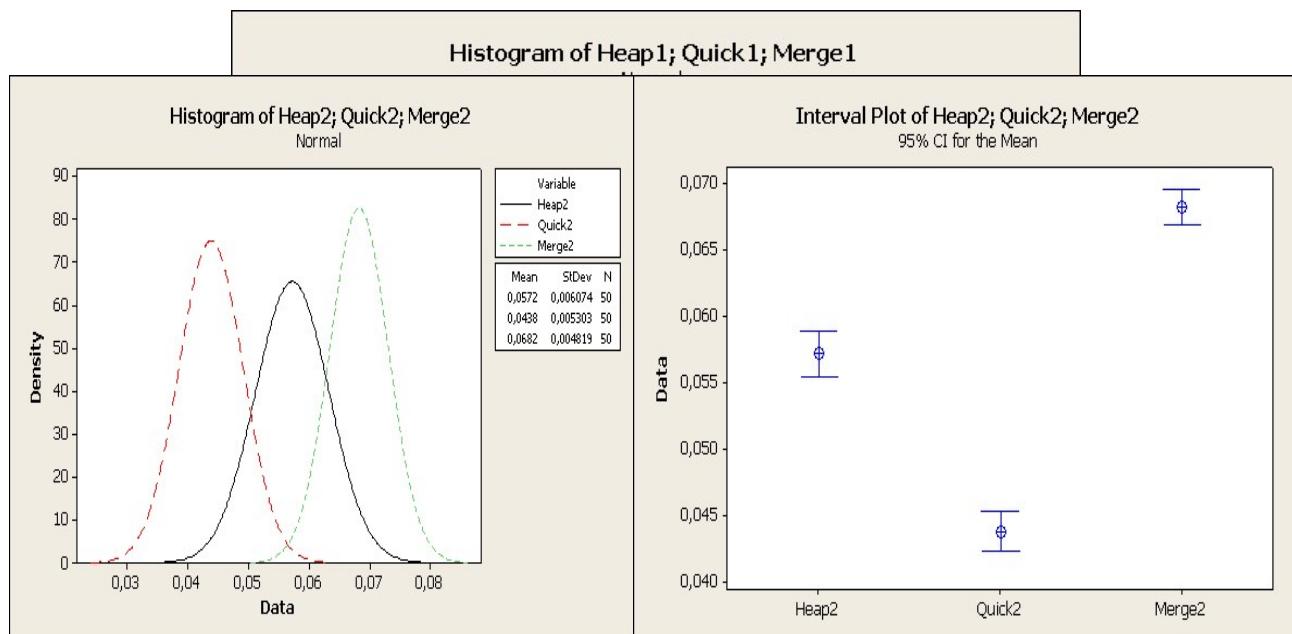 Histogram of Heap1; Quick1; Merge1
Histogram of Heap2; Quick2; Merge2
Normal
90
80
70
60
50
40
30
20
10
0
Density
0,03 0,04 0,05 0,06 0,07 0,08
Data
Variable
Heap2
Quick2
Merge2
Mean StDev N
0,0572 0,006074 50
0,0438 0,005303 50
0,0682 0,004819 50
Interval Plot of Heap2; Quick2; Merge2
95% CI for the Mean
0,070
0,065
0,060
0,055
0,050
0,045
0,040
Data
Heap2 Quick2 Merge2